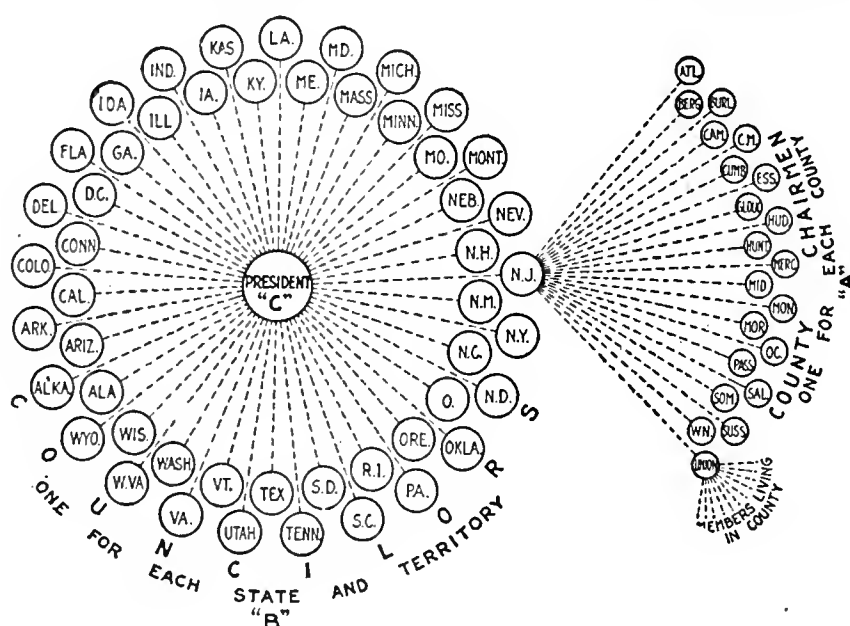 PRESIDENT
"C"
LA.
ME.
MD.
MASS.
MICH.
MINN.
MISS
MO.
MONT.
NEB.
NEV.
N.H.
N.J.
N.M.
N.Y.
N.C.
N.D.
O.
OKLA.
ORE.
PA.
R.I.
S.C.
S.D.
TENN.
TEX
UTAH
VT.
VA.
WASH
W.VA
WIS.
WYO.
ALA
AL'KA.
ARIZ.
ARK.
CAL.
COLO.
CONN
DEL
D.C.
FLA
GA.
IDA
ILL
IND.
IA.
KAS
KY.
COUNCILORS
ONE FOR EACH STATE AND TERRITORY
"B"
ATL.
BERG
BURL.
CAM.
C.M.
CUMB
ESS.
GLOUC
HUD.
HUNT.
MERC.
MID
MON.
MOR
OC.
PASS.
SAL.
SOM.
SUSS.
WN.
UNION
COUNTY CHAIRMEN
ONE FOR EACH COUNTY
"A"
MEMBERS LIVING
IN COUNTY